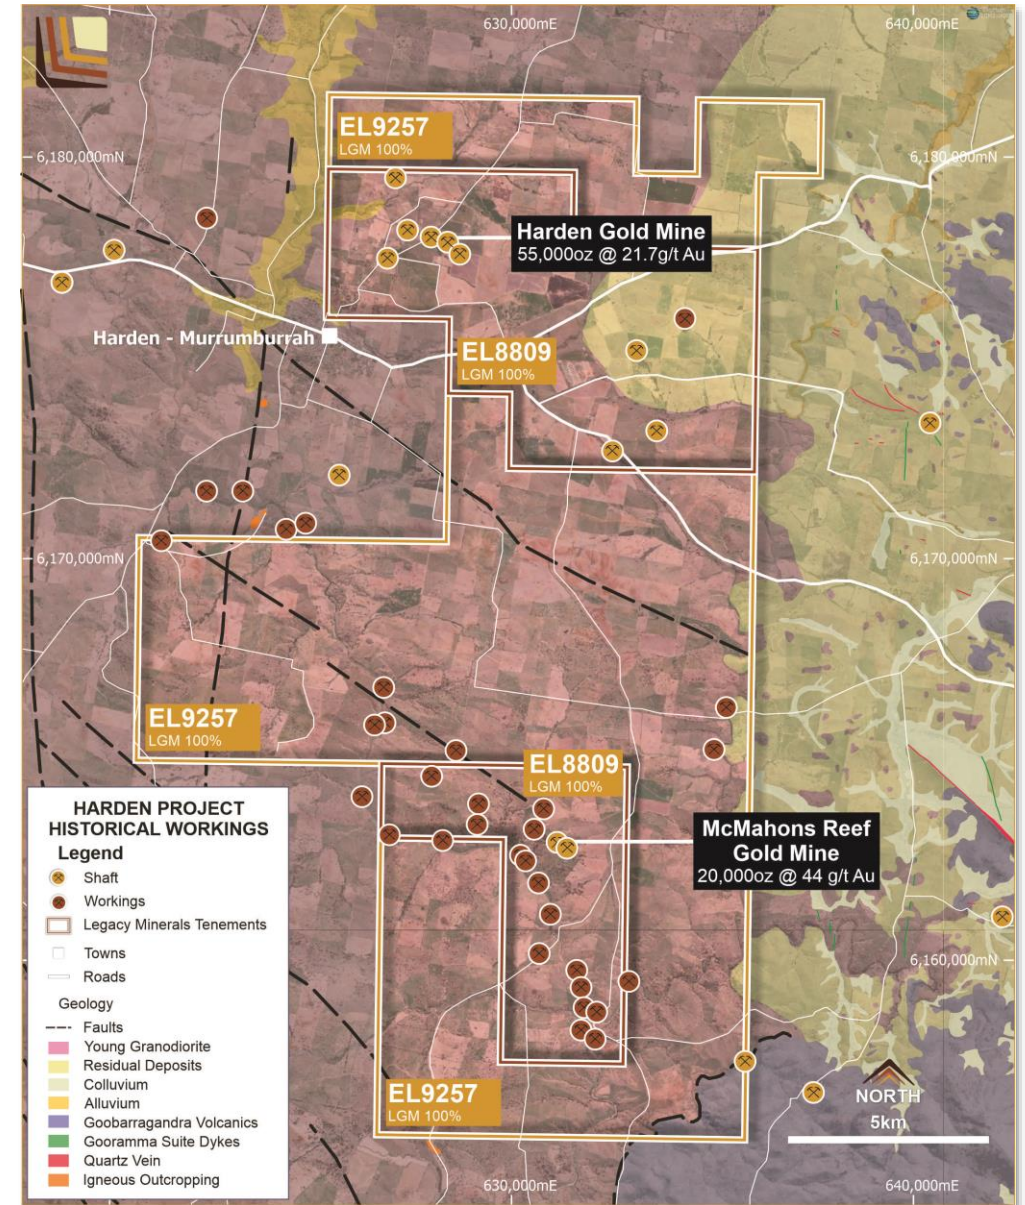 630,000mE
640,000mE
EL9257
LGM 100%
6,180,000mN
6,180,000mN
Harden Gold Mine
55,000oz @ 21.7g/t Au
Harden - Murrumburrah
EL8809
LGM 100%
6,170,000mN
6,170,000mN
EL9257
LGM 100%
EL8809
LGM 100%
McMahons Reef
Gold Mine
20,000oz @ 44 g/t Au
HARDEN PROJECT
HISTORICAL WORKINGS
Legend
Shaft
Workings
Legacy Minerals Tenements
Towns
Roads
Geology
Faults
Young Granodiorite
Residual Deposits
Colluvium
Alluvium
Goobarragandra Volcanics
Gooramma Suite Dykes
Quartz Vein
Igneous Outcropping
6,160,000mN
EL9257
LGM 100%
NORTH
5km
630,000mE
640,000mE